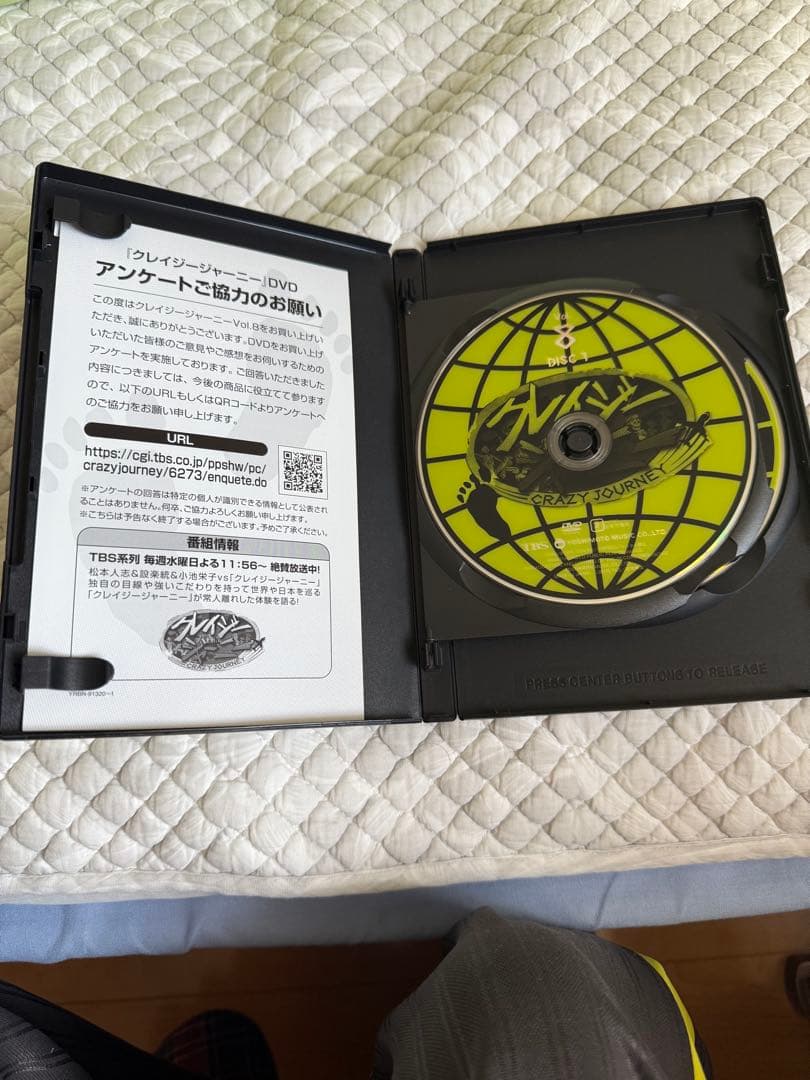 『クレイジージャーニー』DVD
アンケートご協力のお願い
この度はクレイジージャーニーVol.8をお買い上げい
ただき、誠にありがとうございます。DVDをお買い上げ
いただいた皆様のご意見やご感想をお伺いするための
アンケートを実施しております。ご回答いただきました
内容につきましては、今後の商品に役立てて参ります
ので、以下のURLもしくはQRコードよりアンケートへ
のご協力をお願い申し上げます。
URL
https://cgi.tbs.co.jp/ppshw/pc/
crazyjourney/6273/enquete.do
※アンケートの回答は特定の個人が識別できる情報として公表され
ることはありません。何卒、ご協力よろしくお願い申し上げます。
※こちらは予告なく終了する場合がございます。予めご了承ください。
番組情報
TBS系列 毎週水曜日よる11:56~ 絶賛放送中!
松本人志&設楽統&小池栄子vs「クレイジージャーニー」
独自の目線や強いこだわりを持って世界や日本を巡る
「クレイジージャーニー」が常人離れした体験を語る!
クレイジー
CRAZY JOURNEY
YRBN-91320~1
Vol.
8
DISC 1
クレイジー
CRAZY JOURNEY
DVD
TBS
YOSHIMOTO MUSIC CO.,LTD.
PRESS CENTER BUTTONS TO RELEASE